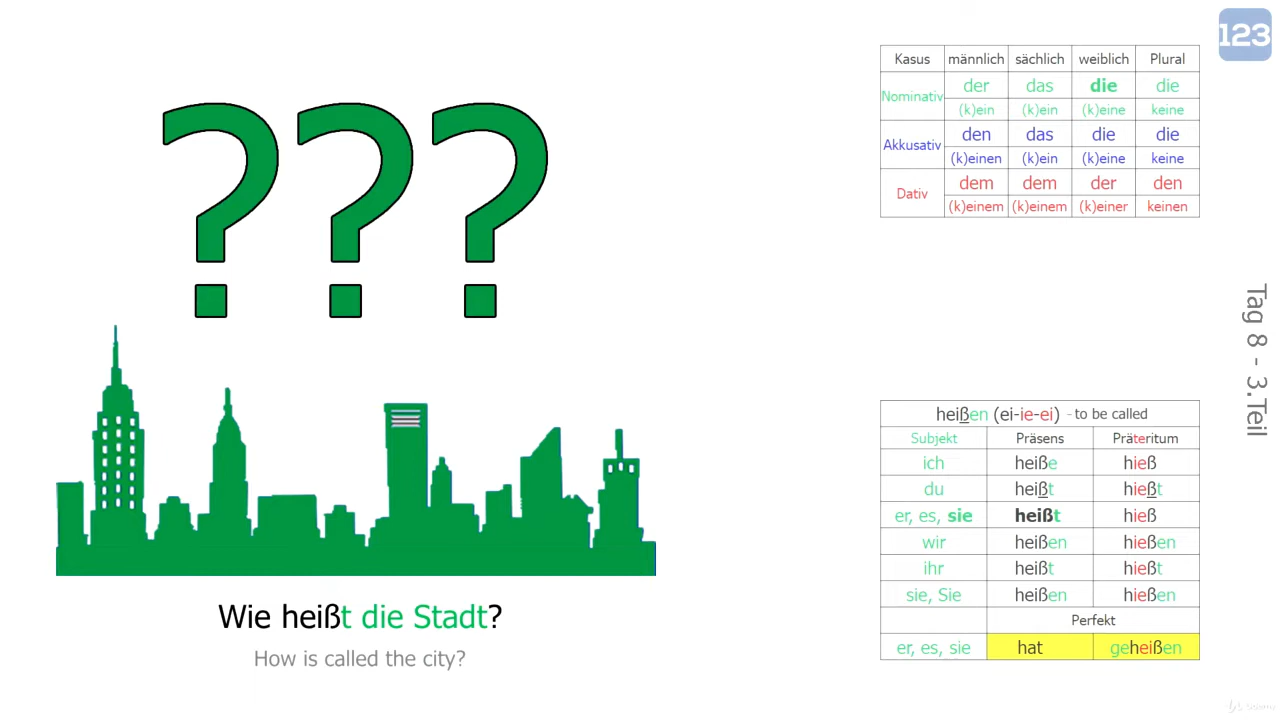 123
???
Kasus männlich sächlich weiblich Plural
Nominativ der das die die
(k)ein (k)ein (k)eine keine
Akkusativ den das die die
(k)einen (k)ein (k)eine keine
Dativ dem dem der den
(k)einem (k)einem (k)einer keinen
Tag 8 - 3.Teil
heißen (ei-ie-ei) - to be called
Subjekt Präsens Präteritum
ich heiße hieß
du heißt hießt
er, es, sie heißt hieß
wir heißen hießen
ihr heißt hießt
sie, Sie heißen hießen
Perfekt
er, es, sie hat geheißen
Wie heißt die Stadt?
How is called the city?
Udemy